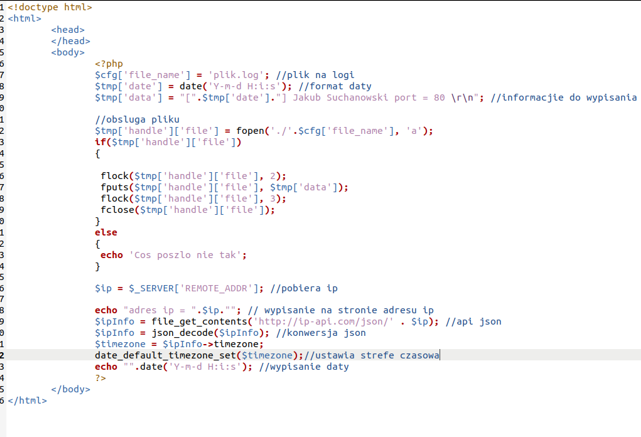 1 <!doctype html>
2 <html>
3 <head>
4 </head>
5 <body>
6 <?php
7 $cfg['file_name'] = 'plik.log'; //plik na logi
8 $tmp['date'] = date('Y-m-d H:i:s'); //format daty
9 $tmp['data'] = "[".$tmp['date']."] Jakub Suchanowski port = 80 \r\n"; //informacjie do wypisania
0
1 //obsluga pliku
2 $tmp['handle']['file'] = fopen('./'.$cfg['file_name'], 'a');
3 if($tmp['handle']['file'])
4 {
5
6 flock($tmp['handle']['file'], 2);
7 fputs($tmp['handle']['file'], $tmp['data']);
8 flock($tmp['handle']['file'], 3);
9 fclose($tmp['handle']['file']);
0 }
1 else
2 {
3 echo 'Cos poszlo nie tak';
4 }
5
6 $ip = $_SERVER['REMOTE_ADDR']; //pobiera ip
7
8 echo "adres ip = ".$ip.""; // wypisanie na stronie adresu ip
9 $ipInfo = file_get_contents('http://ip-api.com/json/' . $ip); //api json
0 $ipInfo = json_decode($ipInfo); //konwersja json
1 $timezone = $ipInfo->timezone;
2 date_default_timezone_set($timezone);//ustawia strefe czasowa
3 echo "".date('Y-m-d H:i:s'); //wypisanie daty
4 ?>
5 </body>
6 </html>